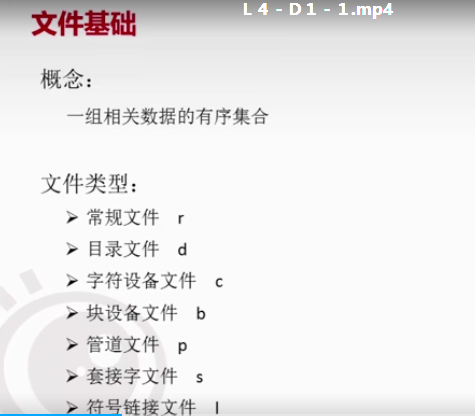 L 4 - D 1 - 1.mp4
文件基础
概念：
一组相关数据的有序集合
文件类型：
➢ 常规文件 r
➢ 目录文件 d
➢ 字符设备文件 c
➢ 块设备文件 b
➢ 管道文件 p
➢ 套接字文件 s
➢ 符号链接文件 l